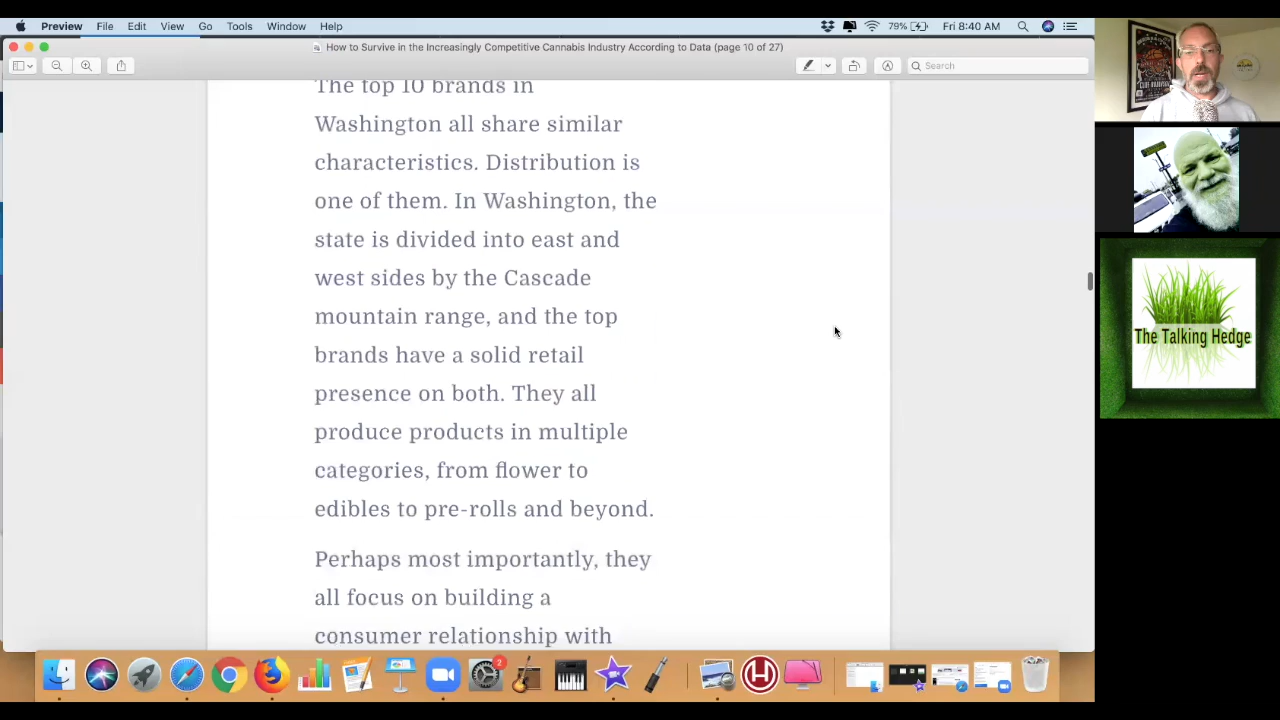 Preview File Edit View Go Tools Window Help 79% Fri 8:40 AM
How to Survive in the Increasingly Competitive Cannabis Industry According to Data (page 10 of 27)
Search
The top 10 brands in
Washington all share similar
characteristics. Distribution is
one of them. In Washington, the
state is divided into east and
west sides by the Cascade
mountain range, and the top
brands have a solid retail
presence on both. They all
produce products in multiple
categories, from flower to
edibles to pre-rolls and beyond.
Perhaps most importantly, they
all focus on building a
consumer relationship with
The Talking Hedge
2